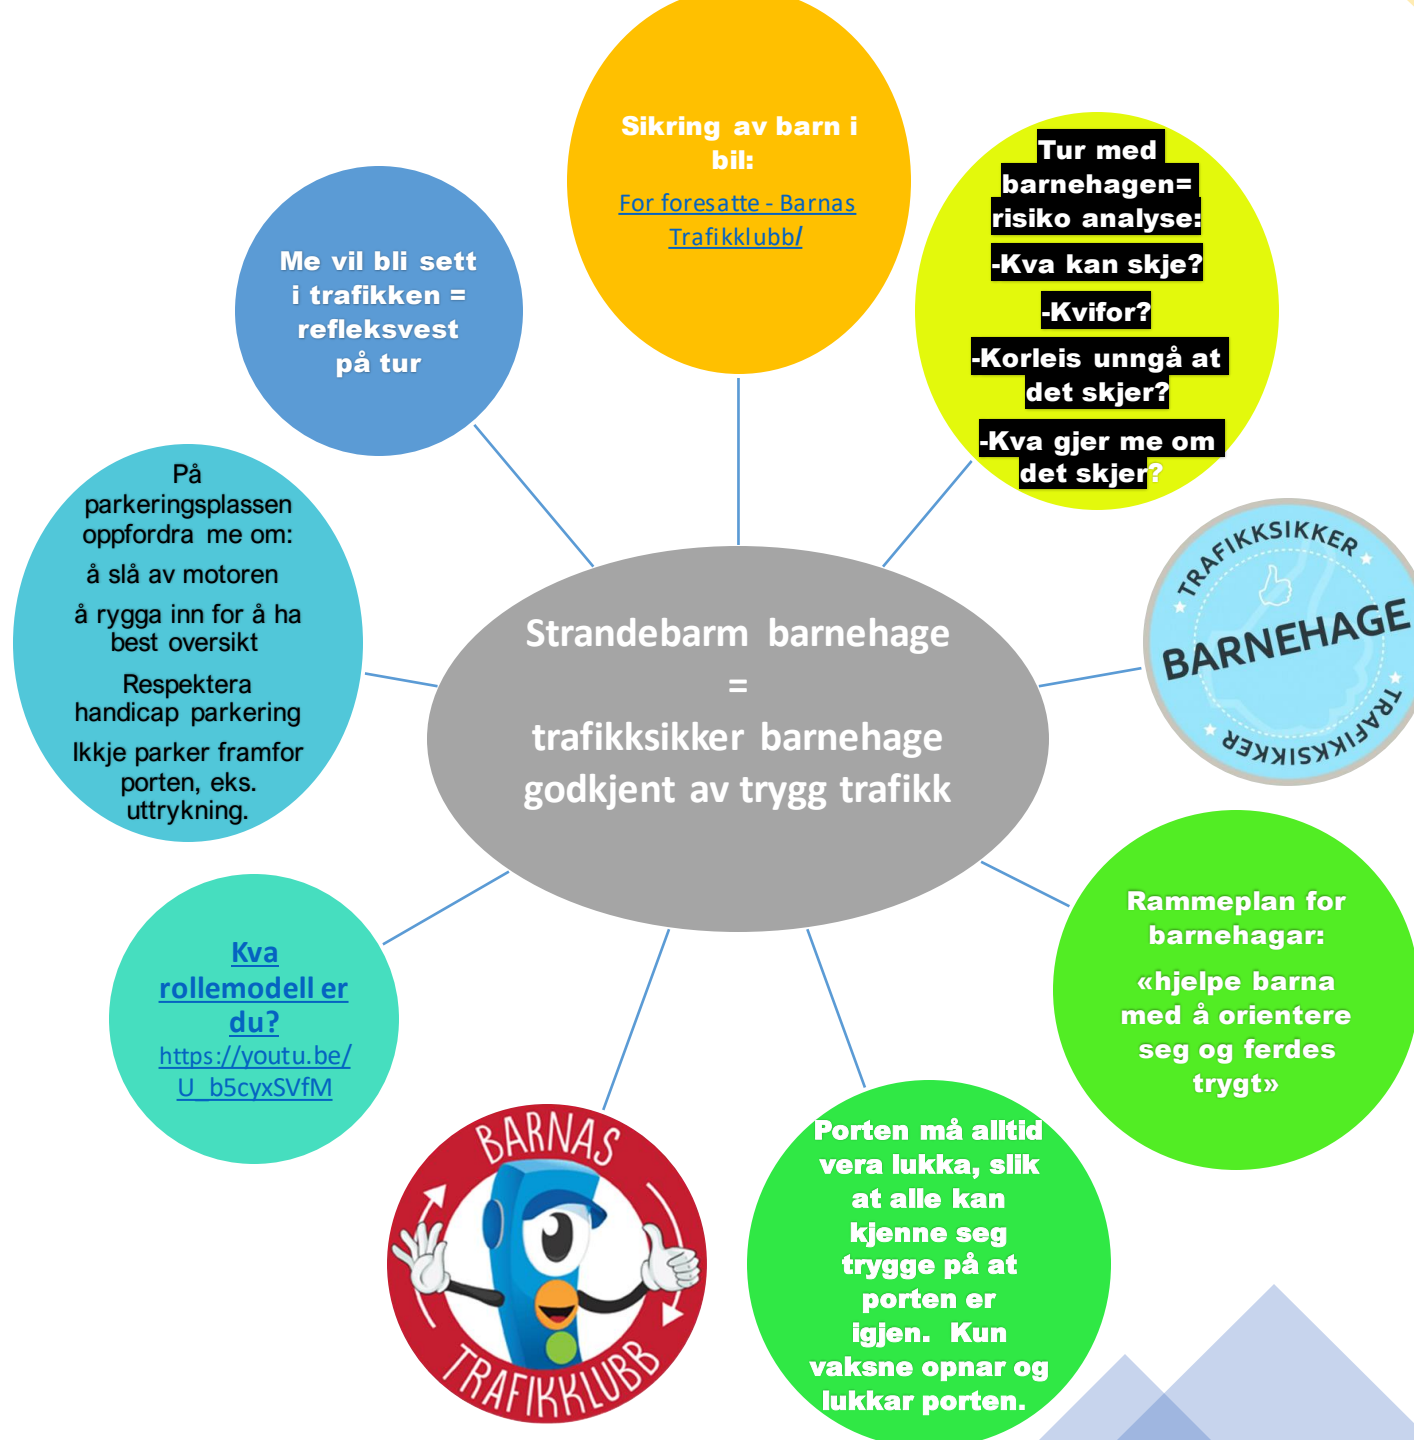 Sikring av barn i
bil:
For foresatte - Barnas
Trafikklubb/
Tur med
barnehagen=
risiko analyse:
-Kva kan skje?
-Kvifor?
-Korleis unngå at
det skjer?
-Kva gjer me om
det skjer?
Me vil bli sett
i trafikken =
refleksvest
på tur
På
parkeringsplassen
oppfordra me om:
å slå av motoren
å rygga inn for å ha
best oversikt
Respektera
handicap parkering
Ikkje parker framfor
porten, eks.
uttrykning.
Strandebarm barnehage
=
trafikksikker barnehage
godkjent av trygg trafikk
TRAFIKKSIKKER
BARNEHAGE
TRAFIKKSIKKER
Rammeplan for
barnehagar:
«hjelpe barna
med å orientere
seg og ferdes
trygt»
Kva
rollemodell er
du?
https://youtu.be/
U_b5cyxSVfM
BARNAS
TRAFIKKLUBB
Porten må alltid
vera lukka, slik
at alle kan
kjenne seg
trygge på at
porten er
igjen. Kun
vaksne opnar og
lukkar porten.